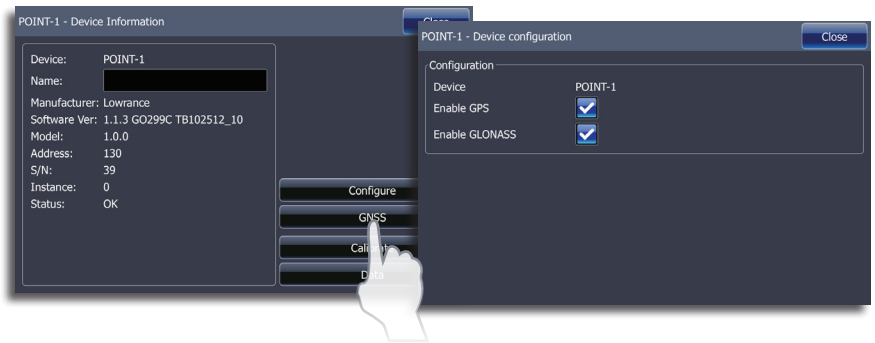 POINT-1 - Device Information
Close
Device: POINT-1
Name:
Manufacturer: Lowrance
Software Ver: 1.1.3 GO299C TB102512_10
Model: 1.0.0
Address: 130
S/N: 39
Instance: 0
Status: OK
Configure
GNSS
Calibrate
Data
POINT-1 - Device configuration
Close
Configuration
Device POINT-1
Enable GPS
Enable GLONASS